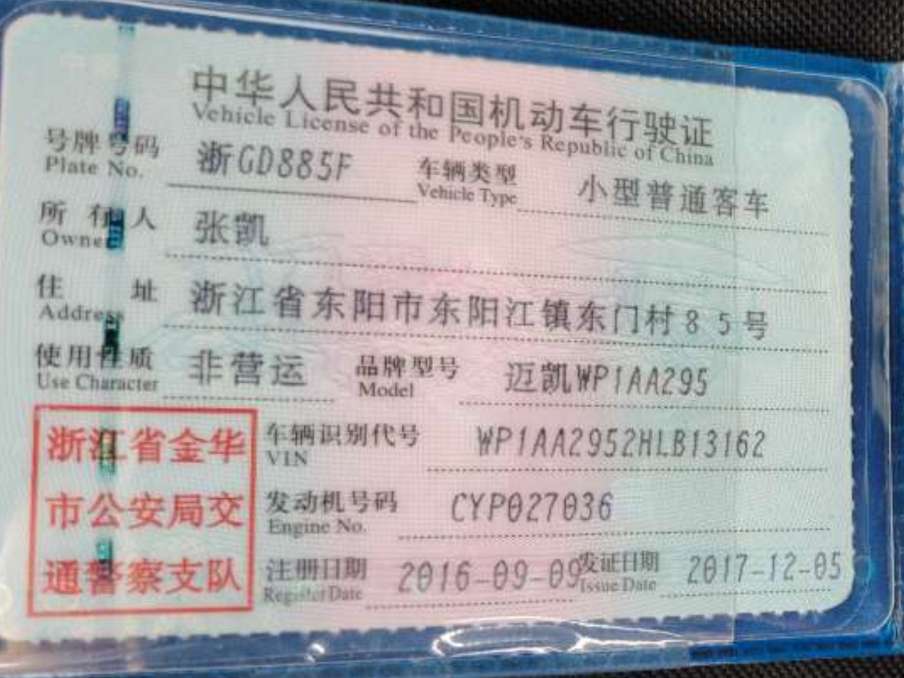 中华人民共和国机动车行驶证
Vehicle License of the People's Republic of China
号牌号码 浙GD885F 车辆类型 小型普通客车
Plate No. Vehicle Type
所有人 张凯
Owner
住址 浙江省东阳市东阳江镇东门村85号
Address
使用性质 非营运 品牌型号 迈凯WP1AA295
Use Character Model
浙江省金华 车辆识别代号 WP1AA2952HLB13162
VIN
市公安局交 发动机号码 CYP027036
Engine No.
通警察支队 注册日期 2016-09-09 发证日期 2017-12-05
Register Date Issue Date